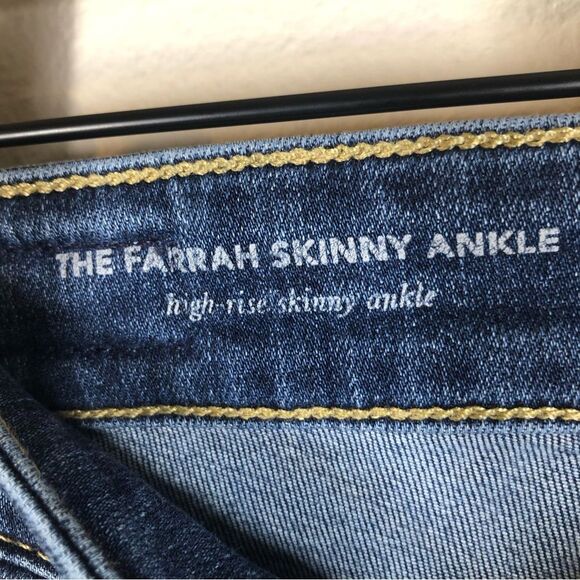 THE FARRAH SKINNY ANKLE
high-rise skinny ankle